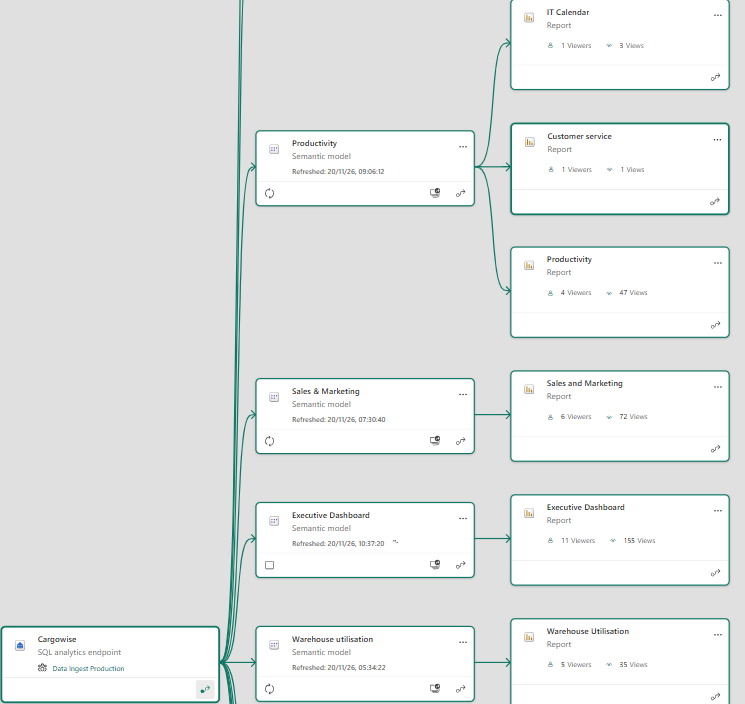 IT Calendar
Report
1 Viewers 3 Views
Productivity
Semantic model
Refreshed: 20/11/26, 09:06:12
Customer service
Report
1 Viewers 1 Views
Productivity
Report
4 Viewers 47 Views
Sales & Marketing
Semantic model
Refreshed: 20/11/26, 07:30:40
Sales and Marketing
Report
6 Viewers 72 Views
Executive Dashboard
Semantic model
Refreshed: 20/11/26, 10:37:20
Executive Dashboard
Report
11 Viewers 155 Views
Cargowise
SQL analytics endpoint
Data Ingest Production
Warehouse utilisation
Semantic model
Refreshed: 20/11/26, 05:34:22
Warehouse Utilisation
Report
5 Viewers 35 Views